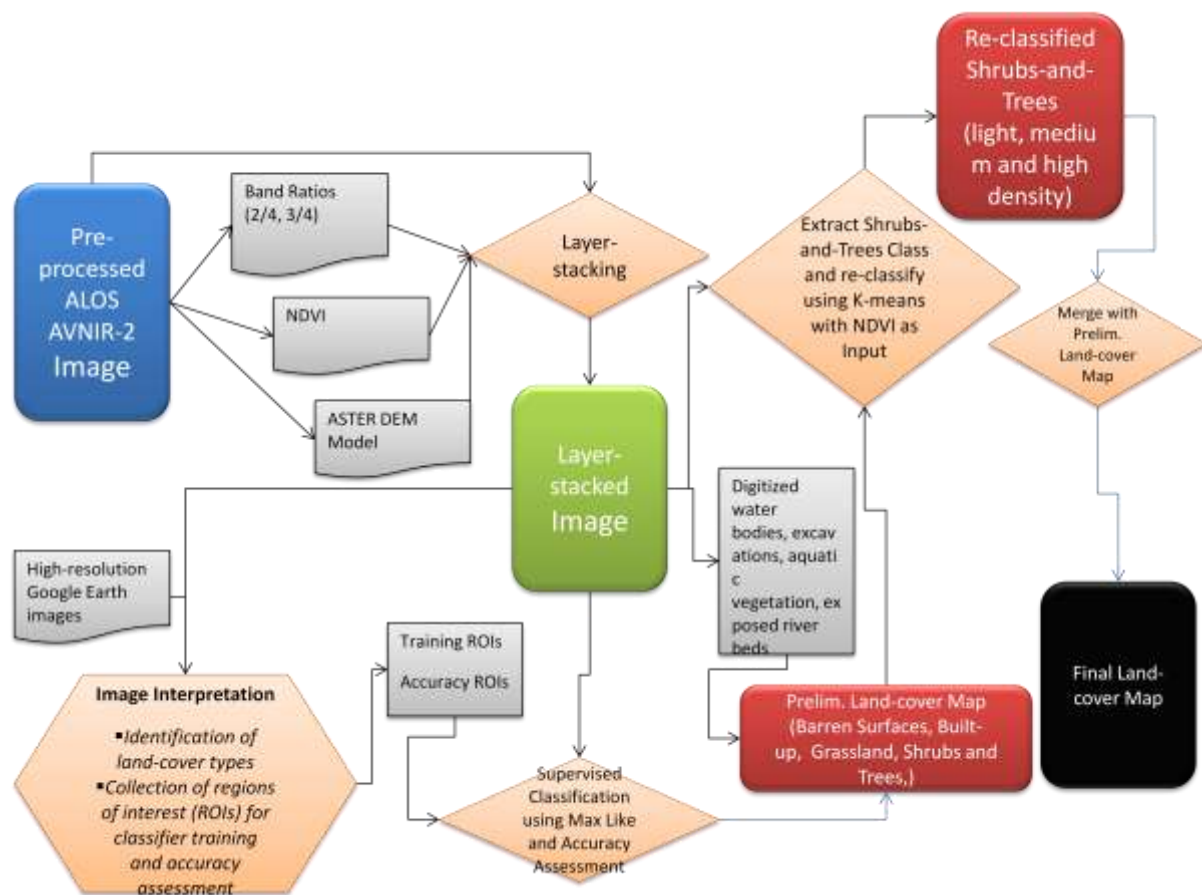 Pre-
processed
ALOS
AVNIR-2
Image
Band Ratios
(2/4, 3/4)
NDVI
ASTER DEM
Model
Layer-
stacking
Layer-
stacked
Image
High-resolution
Google Earth
images
Image Interpretation
▪Identification of
land-cover types
▪Collection of regions
of interest (ROIs) for
classifier training
and accuracy
assessment
Training ROIs
Accuracy ROIs
Supervised
Classification
using Max Like
and Accuracy
Assessment
Digitized
water
bodies, excav
ations, aquati
c
vegetation, ex
posed river
beds
Prelim. Land-cover Map
(Barren Surfaces, Built-
up, Grassland, Shrubs and
Trees,)
Extract Shrubs-
and-Trees Class
and re-classify
using K-means
with NDVI as
Input
Re-classified
Shrubs-and-
Trees
(light, mediu
m and high
density)
Merge with
Prelim.
Land-cover
Map
Final Land-
cover Map